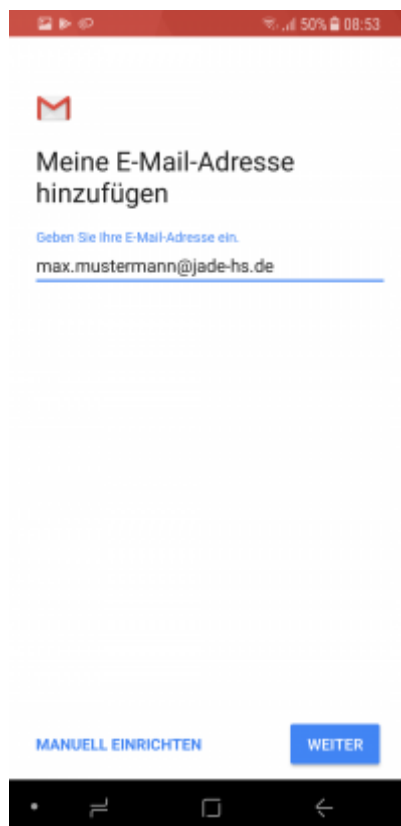 50% 08:53
Meine E-Mail-Adresse
hinzufügen
Geben Sie Ihre E-Mail-Adresse ein.
max.mustermann@jade-hs.de
MANUELL EINRICHTEN WEITER